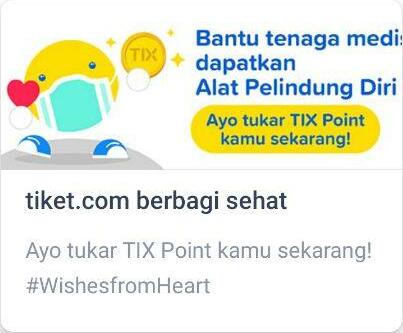 TIX
Bantu tenaga medis
dapatkan
Alat Pelindung Diri
Ayo tukar TIX Point
kamu sekarang!
tiket.com berbagi sehat
Ayo tukar TIX Point kamu sekarang!
#WishesfromHeart